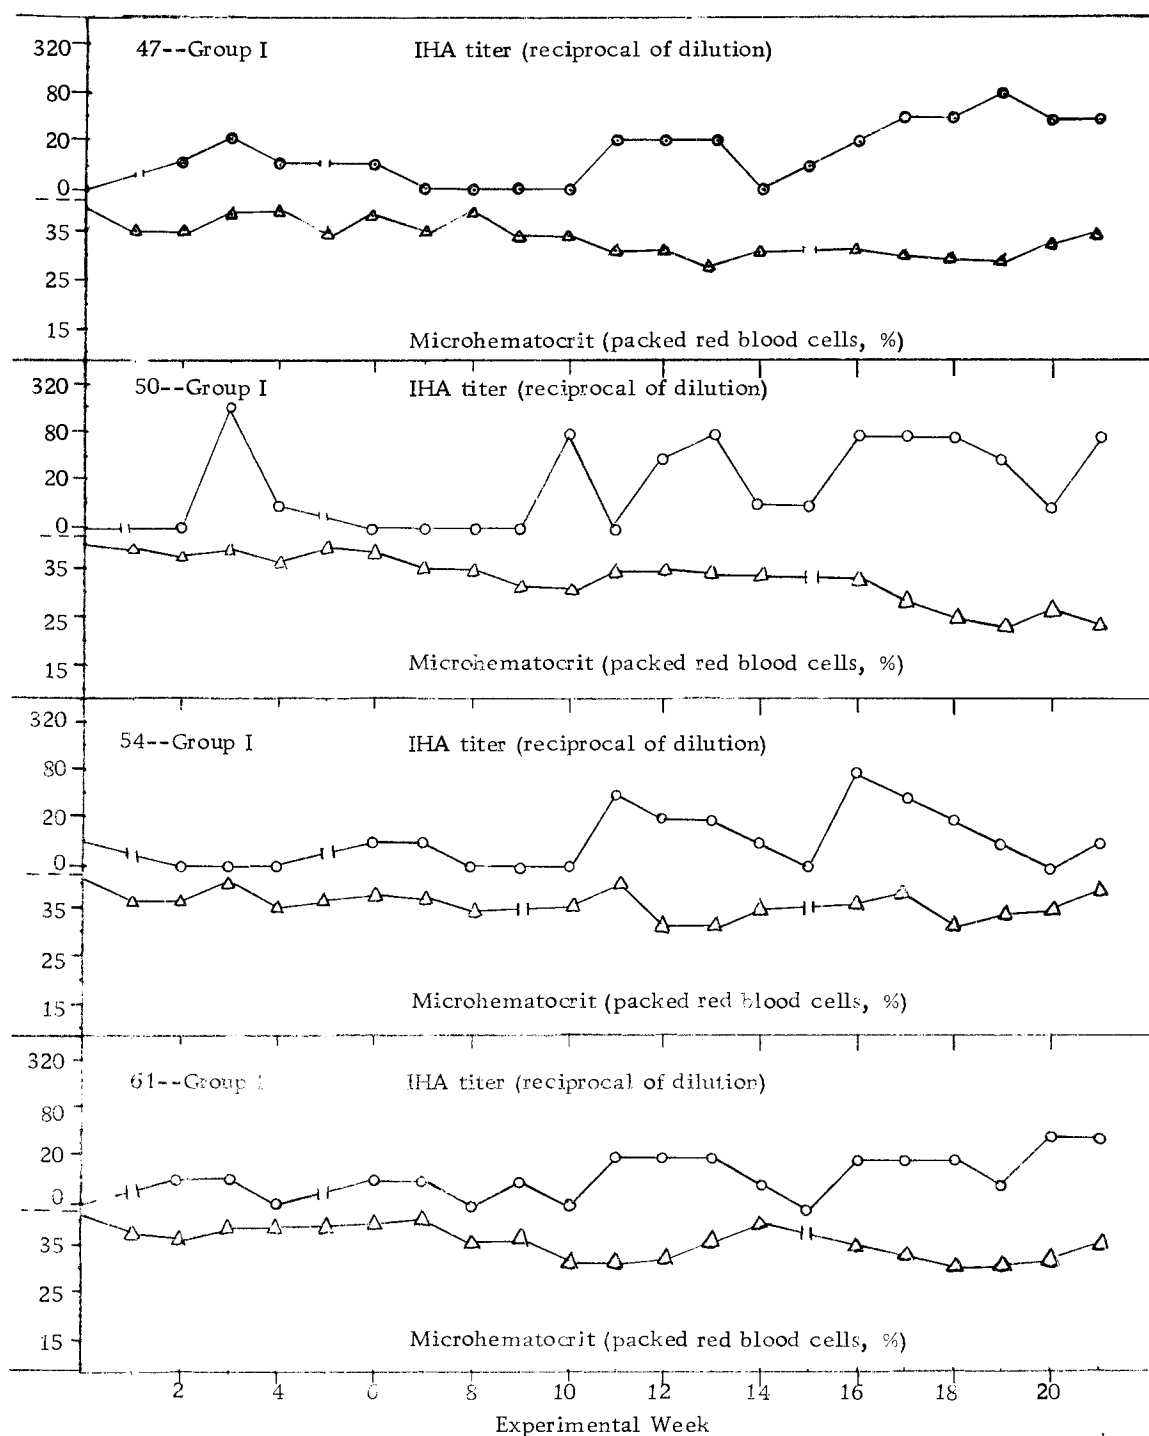 320 47--Group I IHA titer (reciprocal of dilution)
80
20
0
35
25
15 Microhematocrit (packed red blood cells, %)
320 50--Group I IHA titer (reciprocal of dilution)
80
20
0
35
25
15 Microhematocrit (packed red blood cells, %)
320 54--Group I IHA titer (reciprocal of dilution)
80
20
0
35
25
15 Microhematocrit (packed red blood cells, %)
320 61--Group I IHA titer (reciprocal of dilution)
80
20
0
35
25
15 Microhematocrit (packed red blood cells, %)
2 4 6 8 10 12 14 16 18 20
Experimental Week